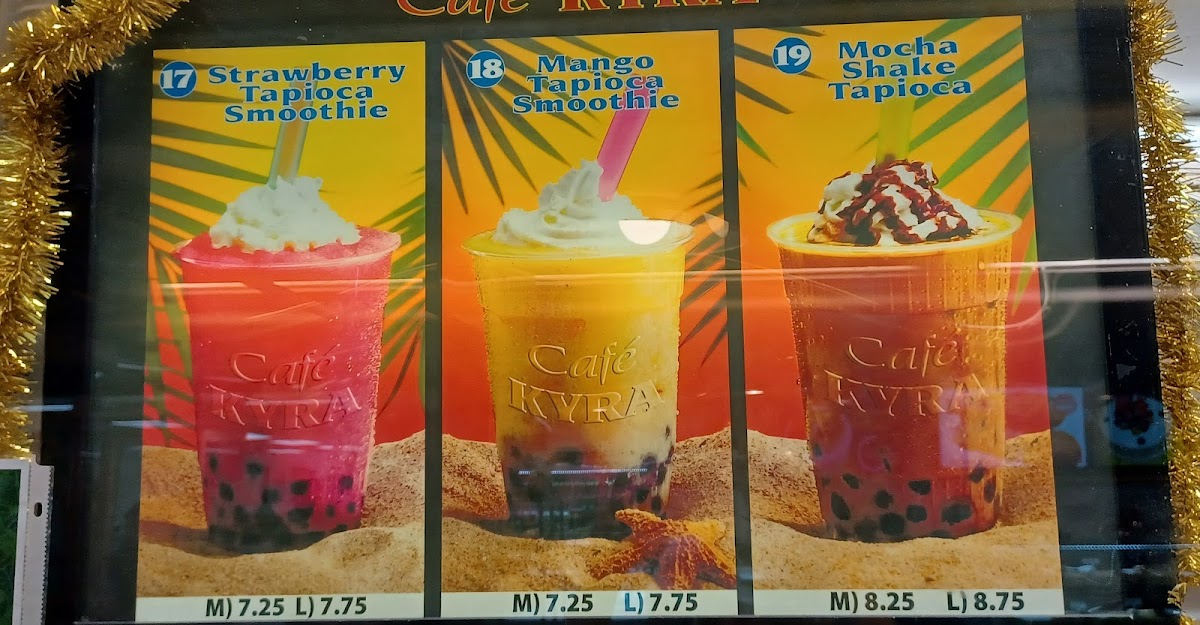 Café KYRA
17 Strawberry
Tapioca
Smoothie
Café
KYRA
M) 7.25 L) 7.75
18 Mango
Tapioca
Smoothie
Café
KYRA
M) 7.25 L) 7.75
19 Mocha
Shake
Tapioca
Café
KYRA
M) 8.25 L) 8.75